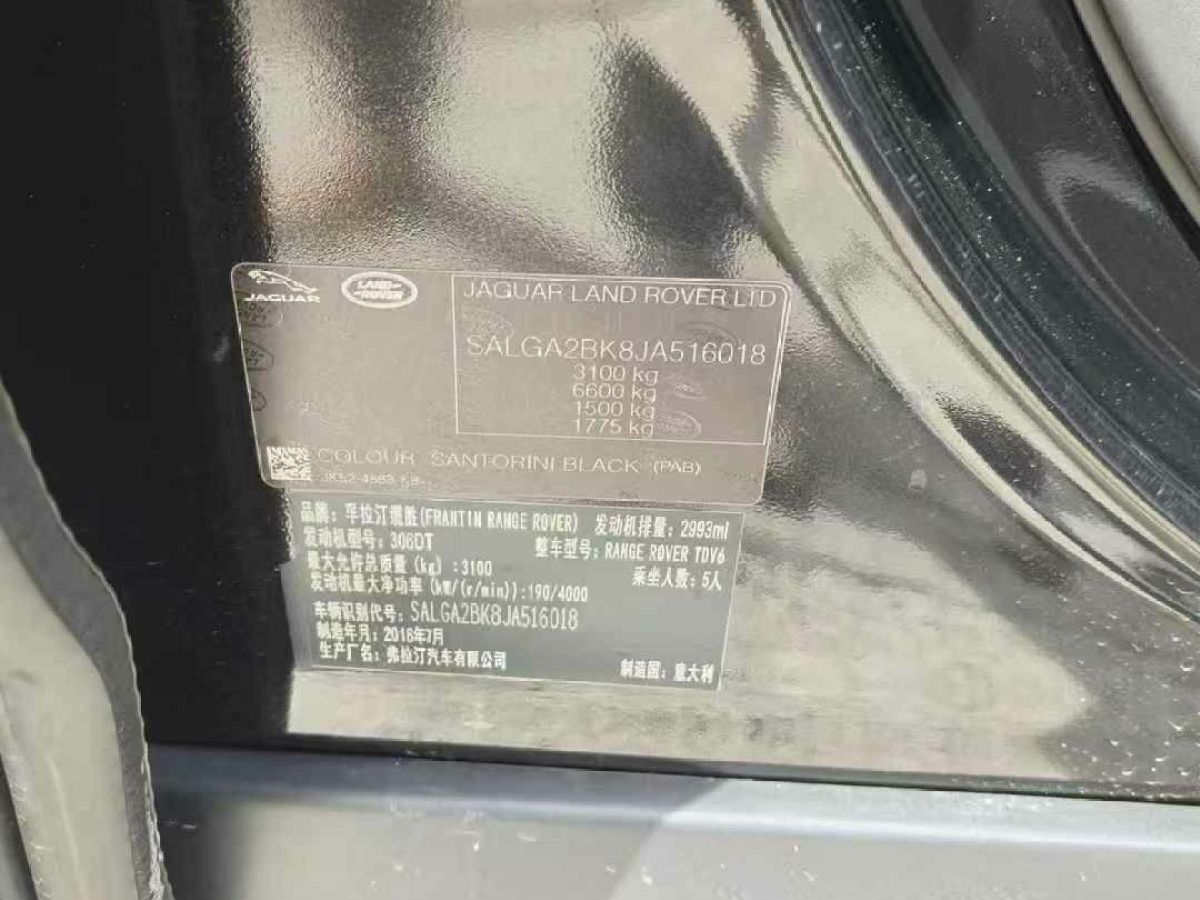 JAGUAR
LAND ROVER
JAGUAR LAND ROVER LTD
SALGA2BK8JA516018
3100 kg
6600 kg
1500 kg
1775 kg
COLOUR SANTORINI BLACK (PAB)
品牌：平拉汀揽胜(FRANTIN RANGE ROVER) 发动机排量：2993ml
发动机型号：306DT 整车型号：RANGE ROVER TDV6
最大允许总质量 (kg) :3100 乘坐人数：5人
发动机最大净功率 (kW/(r/min)):190/4000
车辆识别代号：SALGA2BK8JA516018
制造年月：2018年7月
生产厂名：弗拉汀汽车有限公司 制造国：意大利